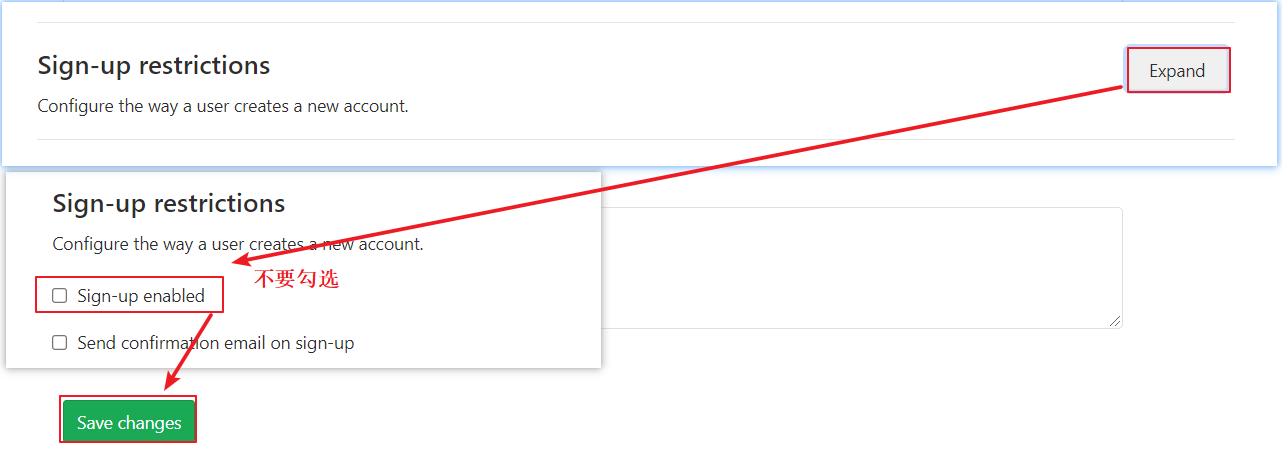 Sign-up restrictions
Expand
Configure the way a user creates a new account.
Sign-up restrictions
Configure the way a user creates a new account.
不要勾选
Sign-up enabled
Send confirmation email on sign-up
Save changes